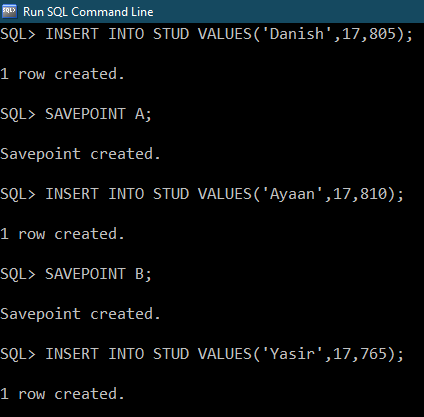 Run SQL Command Line
SQL> INSERT INTO STUD VALUES('Danish',17,805);
1 row created.
SQL> SAVEPOINT A;
Savepoint created.
SQL> INSERT INTO STUD VALUES('Ayaan',17,810);
1 row created.
SQL> SAVEPOINT B;
Savepoint created.
SQL> INSERT INTO STUD VALUES('Yasir',17,765);
1 row created.